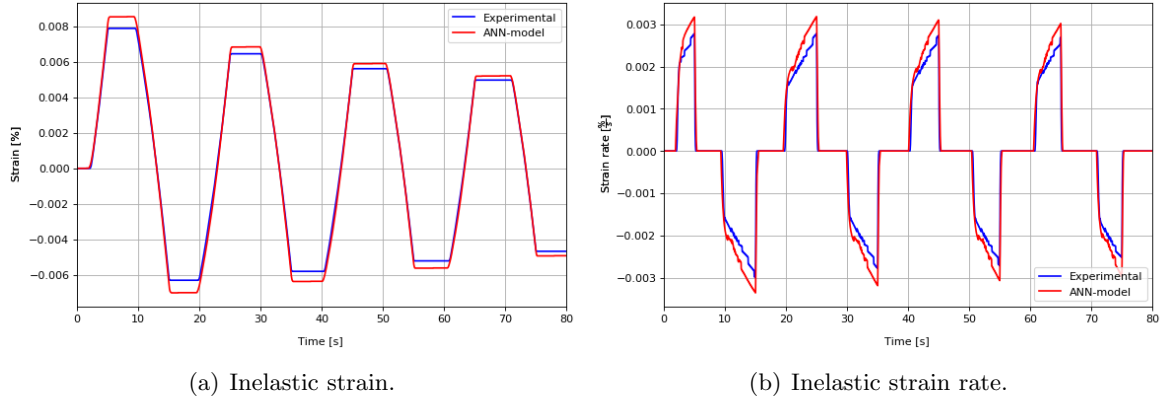 Strain [%]
0.008
0.006
0.004
0.002
0.000
−0.002
−0.004
−0.006
0 10 20 30 40 50 60 70 80
Time [s]
Experimental
ANN-model
(a) Inelastic strain.
Strain rate [%/s]
0.003
0.002
0.001
0.000
−0.001
−0.002
−0.003
0 10 20 30 40 50 60 70 80
Time [s]
Experimental
ANN-model
(b) Inelastic strain rate.